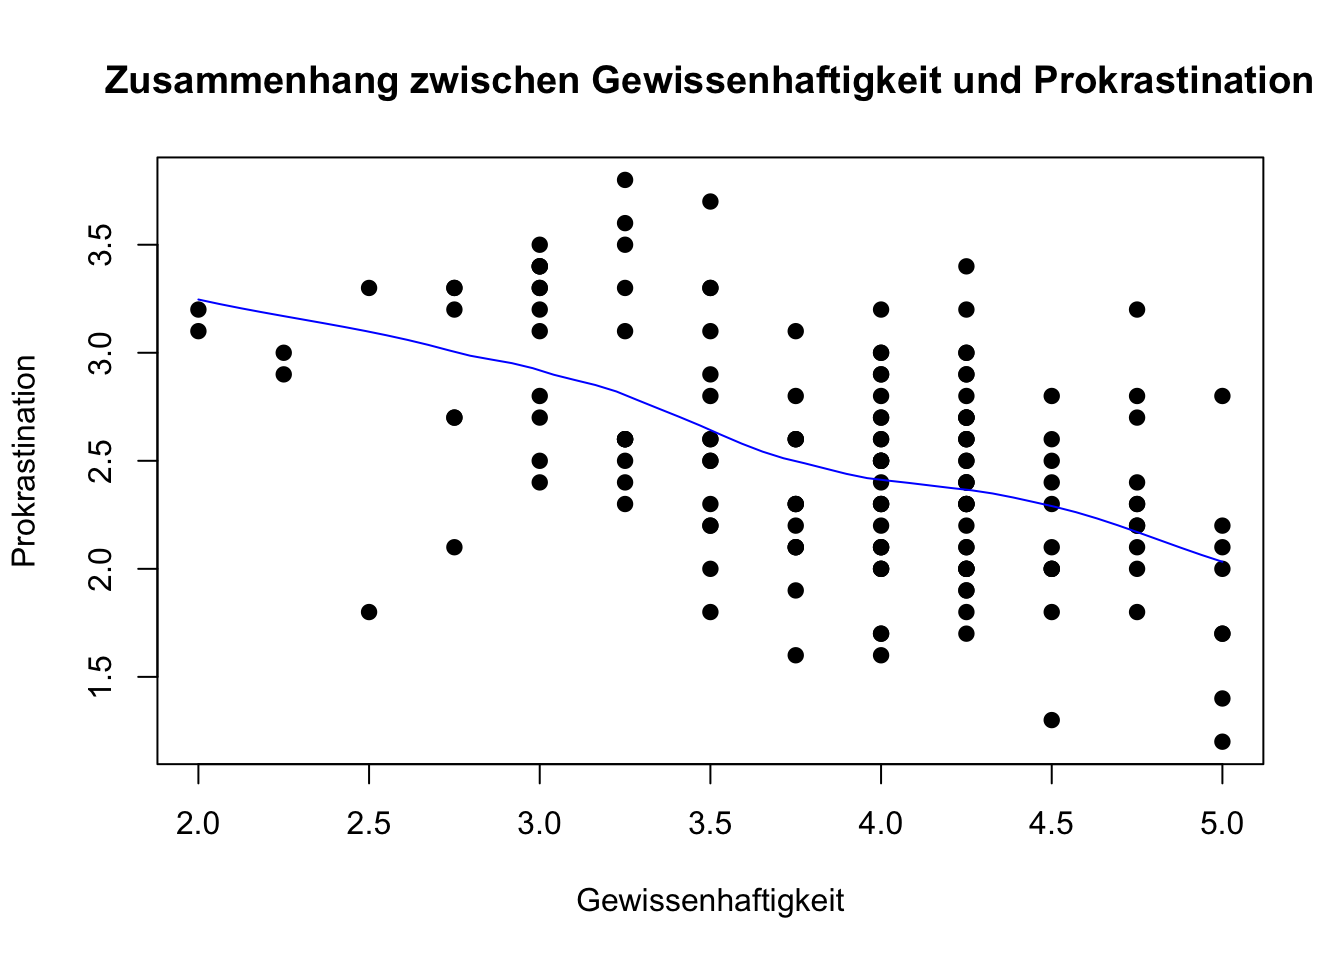 Zusammenhang zwischen Gewissenhaftigkeit und Prokrastination
Prokrastination
3.5
3.0
2.5
2.0
1.5
2.0 2.5 3.0 3.5 4.0 4.5 5.0
Gewissenhaftigkeit